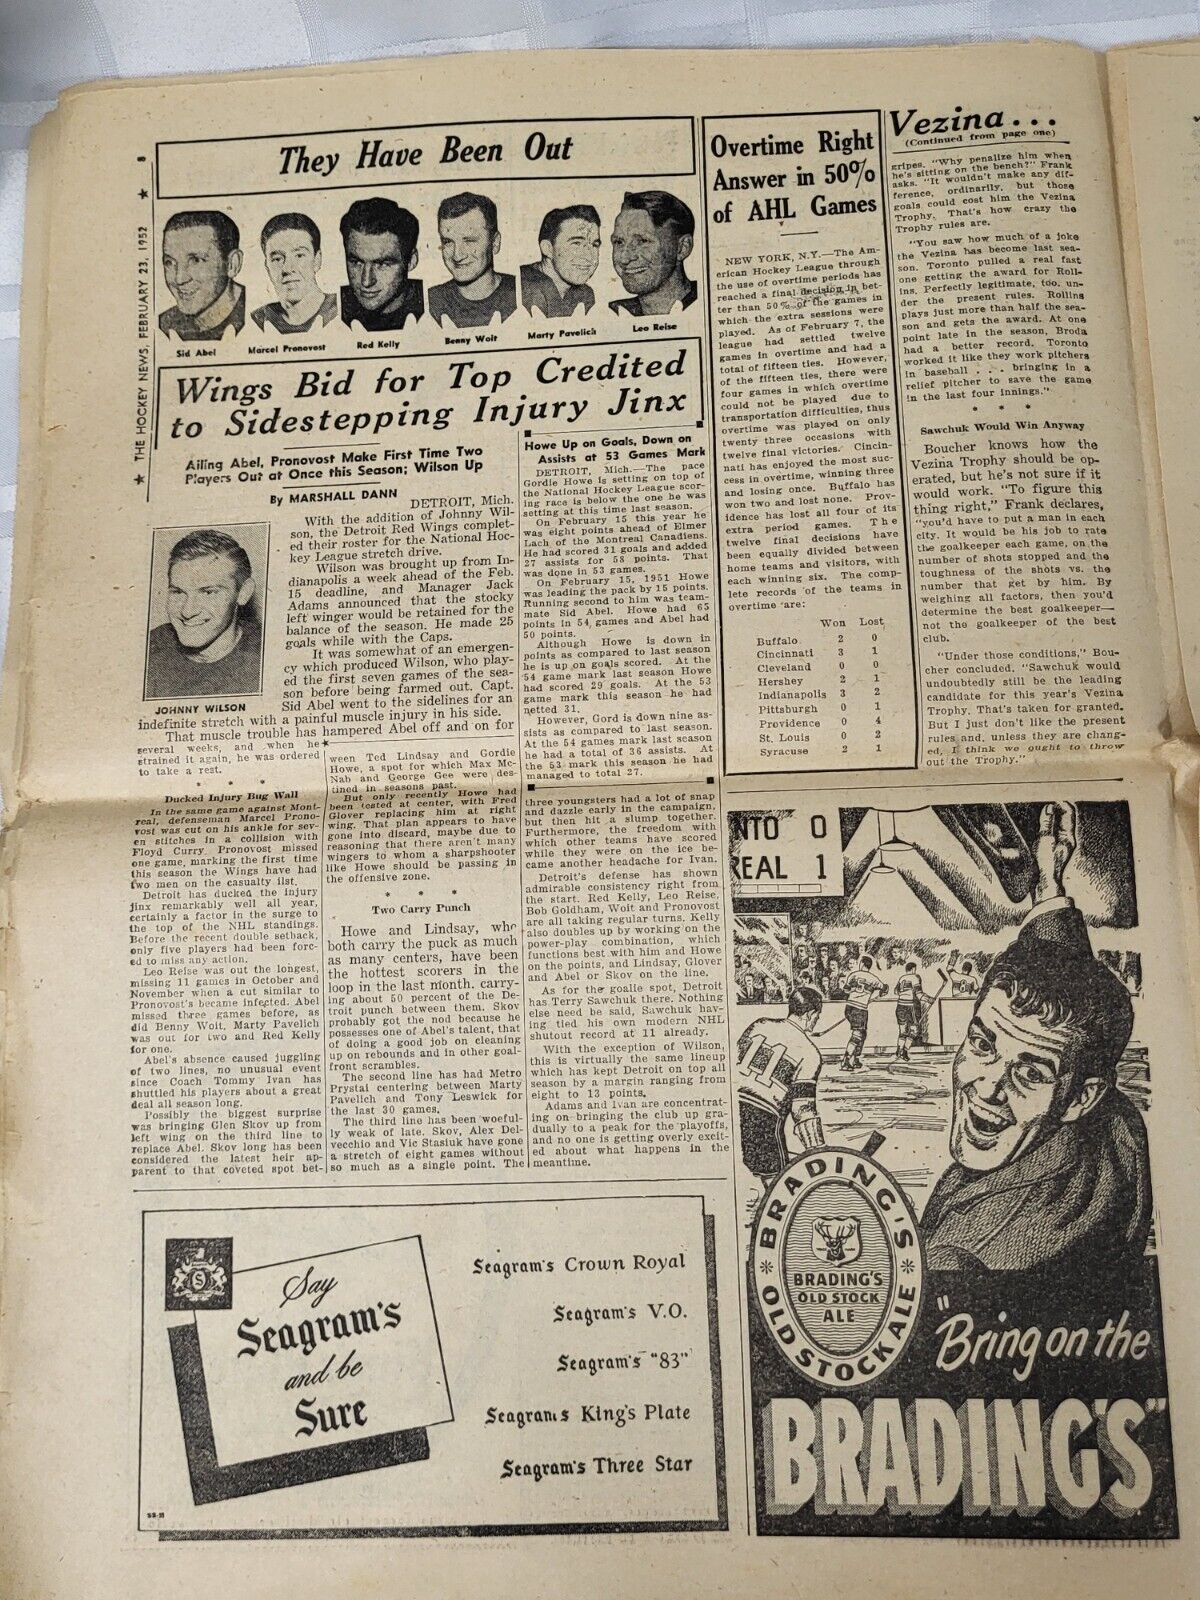 THE HOCKEY NEWS, FEBRUARY 23, 1952 ★ 8
They Have Been Out
Sid Abel
Marcel Pronovost
Red Kelly
Benny Woit
Marty Pavelich
Leo Reise
Wings Bid for Top Credited
to Sidestepping Injury Jinx
Ailing Abel, Pronovost Make First Time Two
Players Out at Once this Season; Wilson Up
By MARSHALL DANN
DETROIT, Mich.
With the addition of Johnny Wil-
son, the Detroit Red Wings complet-
ed their roster for the National Hoc-
key League stretch drive.
Wilson was brought up from In-
dianapolis a week ahead of the Feb.
15 deadline, and Manager Jack
Adams announced that the stocky
left winger would be retained for the
balance of the season. He made 25
goals while with the Caps.
It was somewhat of an emergen-
cy which produced Wilson, who play-
ed the first seven games of the sea-
son before being farmed out. Capt.
Sid Abel went to the sidelines for an
JOHNNY WILSON
indefinite stretch with a painful muscle injury in his side.
That muscle trouble has hampered Abel off and on for
several weeks, and when he
strained it again, he was ordered
to take a rest.
* *
Ducked Injury Bug Wall
In the same game against Mont-
real, defenseman Marcel Prono-
vost was cut on his ankle for sev-
en stitches in a collision with
Floyd Curry. Pronovost missed
one game, marking the first time
this season the Wings have had
two men on the casualty list.
Detroit has ducked the injury
jinx remarkably well all year,
certainly a factor in the surge to
the top of the NHL standings.
Before the recent double setback,
only five players had been forc-
ed to miss any action.
Leo Reise was out the longest,
missing 11 games in October and
November when a cut similar to
Pronovost's became infected. Abel
missed three games before, as
did Benny Woit. Marty Pavelich
was out for two and Red Kelly
for one.
Abel's absence caused juggling
of two lines, no unusual event
since Coach Tommy Ivan has
shuttled his players about a great
deal all season long.
Possibly the biggest surprise
was bringing Glen Skov up from
left wing on the third line to
replace Abel. Skov long has been
considered the latest heir ap-
parent to that coveted spot bet-
ween Ted Lindsay and Gordie
Howe, a spot for which Max Mc-
Nab and George Gee were des-
tined in seasons past.
But only recently Howe had
been tested at center, with Fred
Glover replacing him at right
wing. That plan appears to have
gone into discard, maybe due to
reasoning that there aren't many
wingers to whom a sharpshooter
like Howe should be passing in
the offensive zone.
* * *
Two Carry Punch
Howe and Lindsay, who
both carry the puck as much
as many centers, have been
the hottest scorers in the
loop in the last month, carry-
ing about 50 percent of the De-
troit punch between them. Skov
probably got the nod because he
possesses one of Abel's talent, that
of doing a good job on cleaning
up on rebounds and in other goal-
front scrambles.
The second line has had Metro
Prystai centering between Marty
Pavelich and Tony Leswick for
the last 30 games.
The third line has been woeful-
ly weak of late. Skov, Alex Del-
vecchio and Vic Stasiuk have gone
a stretch of eight games without
so much as a single point. The
three youngsters had a lot of snap
and dazzle early in the campaign,
but then hit a slump together.
Furthermore, the freedom with
which other teams have scored
while they were on the ice be-
came another headache for Ivan.
Detroit's defense has shown
admirable consistency right from
the start. Red Kelly, Leo Reise,
Bob Goldham, Woit and Pronovost
are all taking regular turns. Kelly
also doubles up by working on the
power-play combination, which
functions best with him and Howe
on the points, and Lindsay, Glover
and Abel or Skov on the line.
As for the goalie spot, Detroit
has Terry Sawchuk there. Nothing
else need be said, Sawchuk hav-
ing tied his own modern NHL
shutout record at 11 already.
With the exception of Wilson,
this is virtually the same lineup
which has kept Detroit on top all
season by a margin ranging from
eight to 13 points.
Adams and Ivan are concentrat-
ing on bringing the club up gra-
dually to a peak for the playoffs,
and no one is getting overly excit-
ed about what happens in the
meantime.
Howe Up on Goals, Down on
Assists at 53 Games Mark
DETROIT, Mich.—The pace
Gordie Howe is setting on top of
the National Hockey League scor-
ing race is below the one he was
setting at this time last season.
On February 15 this year he
was eight points ahead of Elmer
Lach of the Montreal Canadiens.
He had scored 31 goals and added
27 assists for 58 points. That
was done in 53 games.
On February 15, 1951 Howe
was leading the pack by 15 points.
Running second to him was team-
mate Sid Abel. Howe had 65
points in 54 games and Abel had
50 points.
Although Howe is down in
points as compared to last season
he is up on goals scored. At the
54 game mark last season Howe
had scored 29 goals. At the 53
game mark this season he had
netted 31.
However, Gord is down nine as-
sists as compared to last season.
At the 54 games mark last season
he had a total of 36 assists. At
the 53 mark this season he had
managed to total 27.
Overtime Right
Answer in 50%
of AHL Games
NEW YORK, N.Y.—The Am-
erican Hockey League through
the use of overtime periods has
reached a final decision in bet-
ter than 50% of the games in
which the extra sessions were
played. As of February 7, the
league had settled twelve
games in overtime and had a
total of fifteen ties. However,
of the fifteen ties, there were
four games in which overtime
could not be played due to
transportation difficulties, thus
overtime was played on only
twenty three occasions with
twelve final victories. Cincin-
nati has enjoyed the most suc-
cess in overtime, winning three
and losing once. Buffalo has
won two and lost none. Prov-
idence has lost all four of its
extra period games. The
twelve final decisions have
been equally divided between
home teams and visitors, with
each winning six. The comp-
lete records of the teams in
overtime are:
Won Lost
Buffalo 2 0
Cincinnati 3 1
Cleveland 0 0
Hershey 2 1
Indianapolis 3 2
Pittsburgh 0 1
Providence 0 4
St. Louis 0 2
Syracuse 2 1
Vezina...
(Continued from page one)
gripes. "Why penalize him when
he's sitting on the bench?" Frank
asks. "It wouldn't make any dif-
ference, ordinarily, but those
goals could cost him the Vezina
Trophy. That's how crazy the
Trophy rules are.
"You saw how much of a joke
the Vezina has become last sea-
son. Toronto pulled a real fast
one getting the award for Roll-
ins. Perfectly legitimate, too, un-
der the present rules. Rollins
plays just more than half the sea-
son and gets the award. At one
point late in the season, Broda
had a better record. Toronto
worked it like they work pitchers
in baseball . . . bringing in a
relief pitcher to save the game
in the last four innings."
* * *
Sawchuk Would Win Anyway
Boucher knows how the
Vezina Trophy should be op-
erated, but he's not sure if it
would work. "To figure this
thing right," Frank declares,
"you'd have to put a man in each
city. It would be his job to rate
the goalkeeper each game, on the
number of shots stopped and the
toughness of the shots vs. the
number that get by him. By
weighing all factors, then you'd
determine the best goalkeeper—
not the goalkeeper of the best
club.
"Under those conditions," Bou-
cher concluded, "Sawchuk would
undoubtedly still be the leading
candidate for this year's Vezina
Trophy. That's taken for granted.
But I just don't like the present
rules and, unless they are chang-
ed, I think we ought to throw
out the Trophy."
Say
Seagram's
and be
Sure
Seagram's Crown Royal
Seagram's V.O.
Seagram's "83"
Seagram's King's Plate
Seagram's Three Star
NTO 0
REAL 1
11
BRADING'S
OLD STOCK ALE
BRADING'S
OLD STOCK
ALE
"Bring on the
BRADING'S"